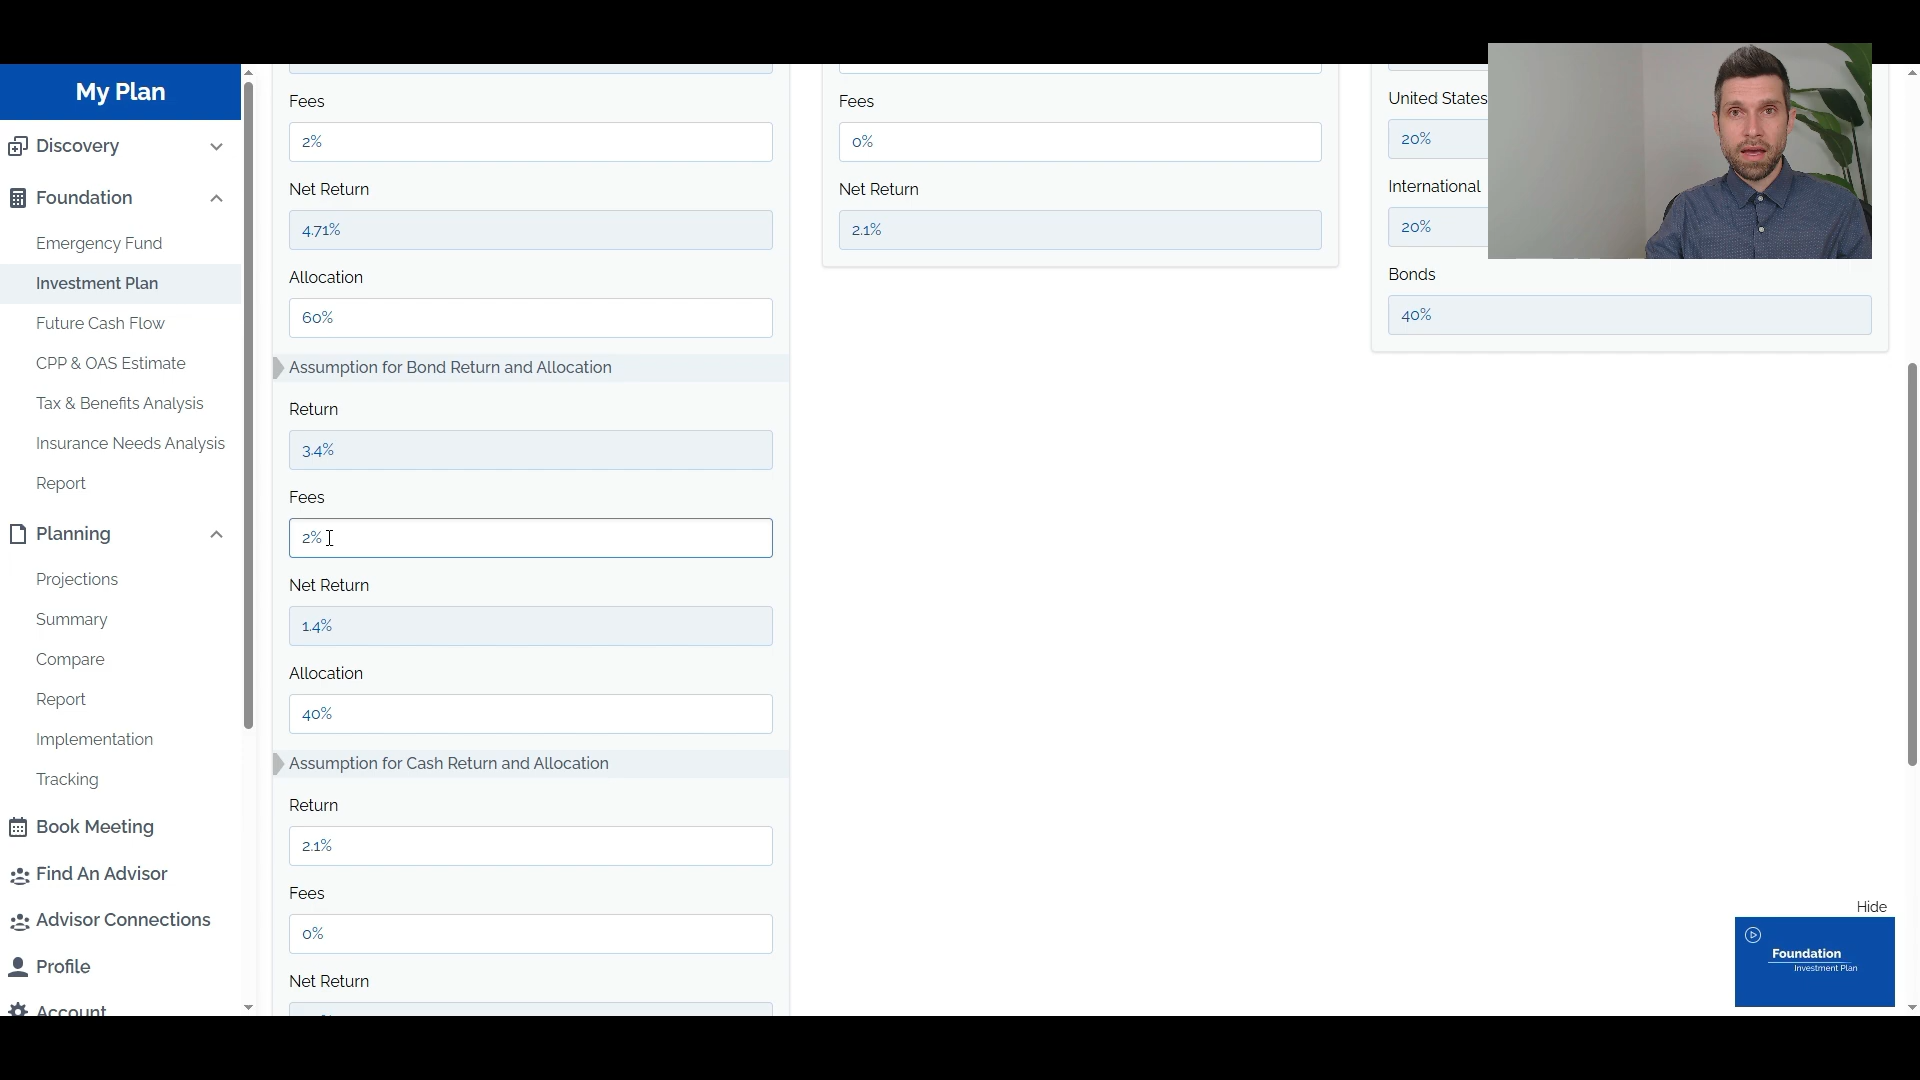 My Plan
Discovery
Foundation
Emergency Fund
Investment Plan
Future Cash Flow
CPP & OAS Estimate
Tax & Benefits Analysis
Insurance Needs Analysis
Report
Planning
Projections
Summary
Compare
Report
Implementation
Tracking
Book Meeting
Find An Advisor
Advisor Connections
Profile
Account
Fees
2%
Net Return
4.71%
Allocation
60%
Assumption for Bond Return and Allocation
Return
3.4%
Fees
2%
Net Return
1.4%
Allocation
40%
Assumption for Cash Return and Allocation
Return
2.1%
Fees
0%
Net Return
Fees
0%
Net Return
2.1%
United States
20%
International
20%
Bonds
40%
Hide
Foundation
Investment Plan